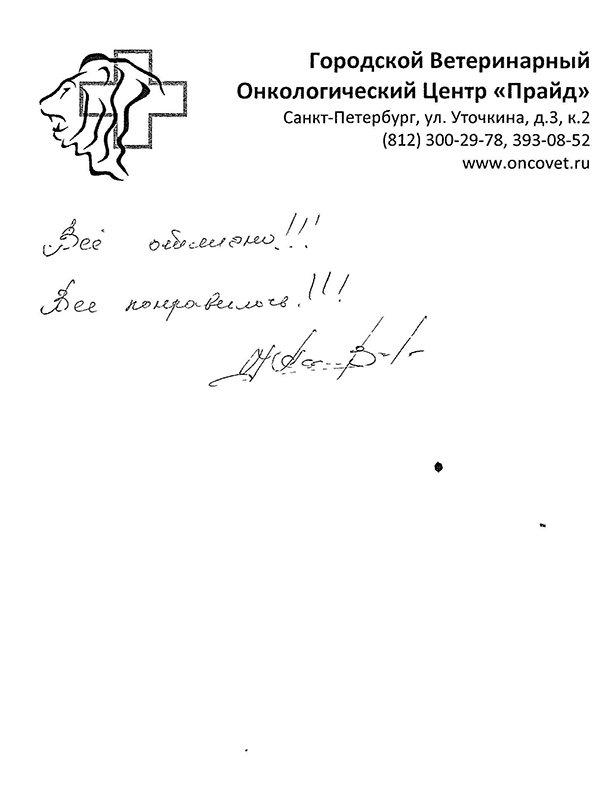 Городской Ветеринарный
Онкологический Центр «Прайд»
Санкт-Петербург, ул. Уточкина, д.3, к.2
(812) 300-29-78, 393-08-52
www.oncovet.ru
Всё отлично!!!
Все понравилось!!!